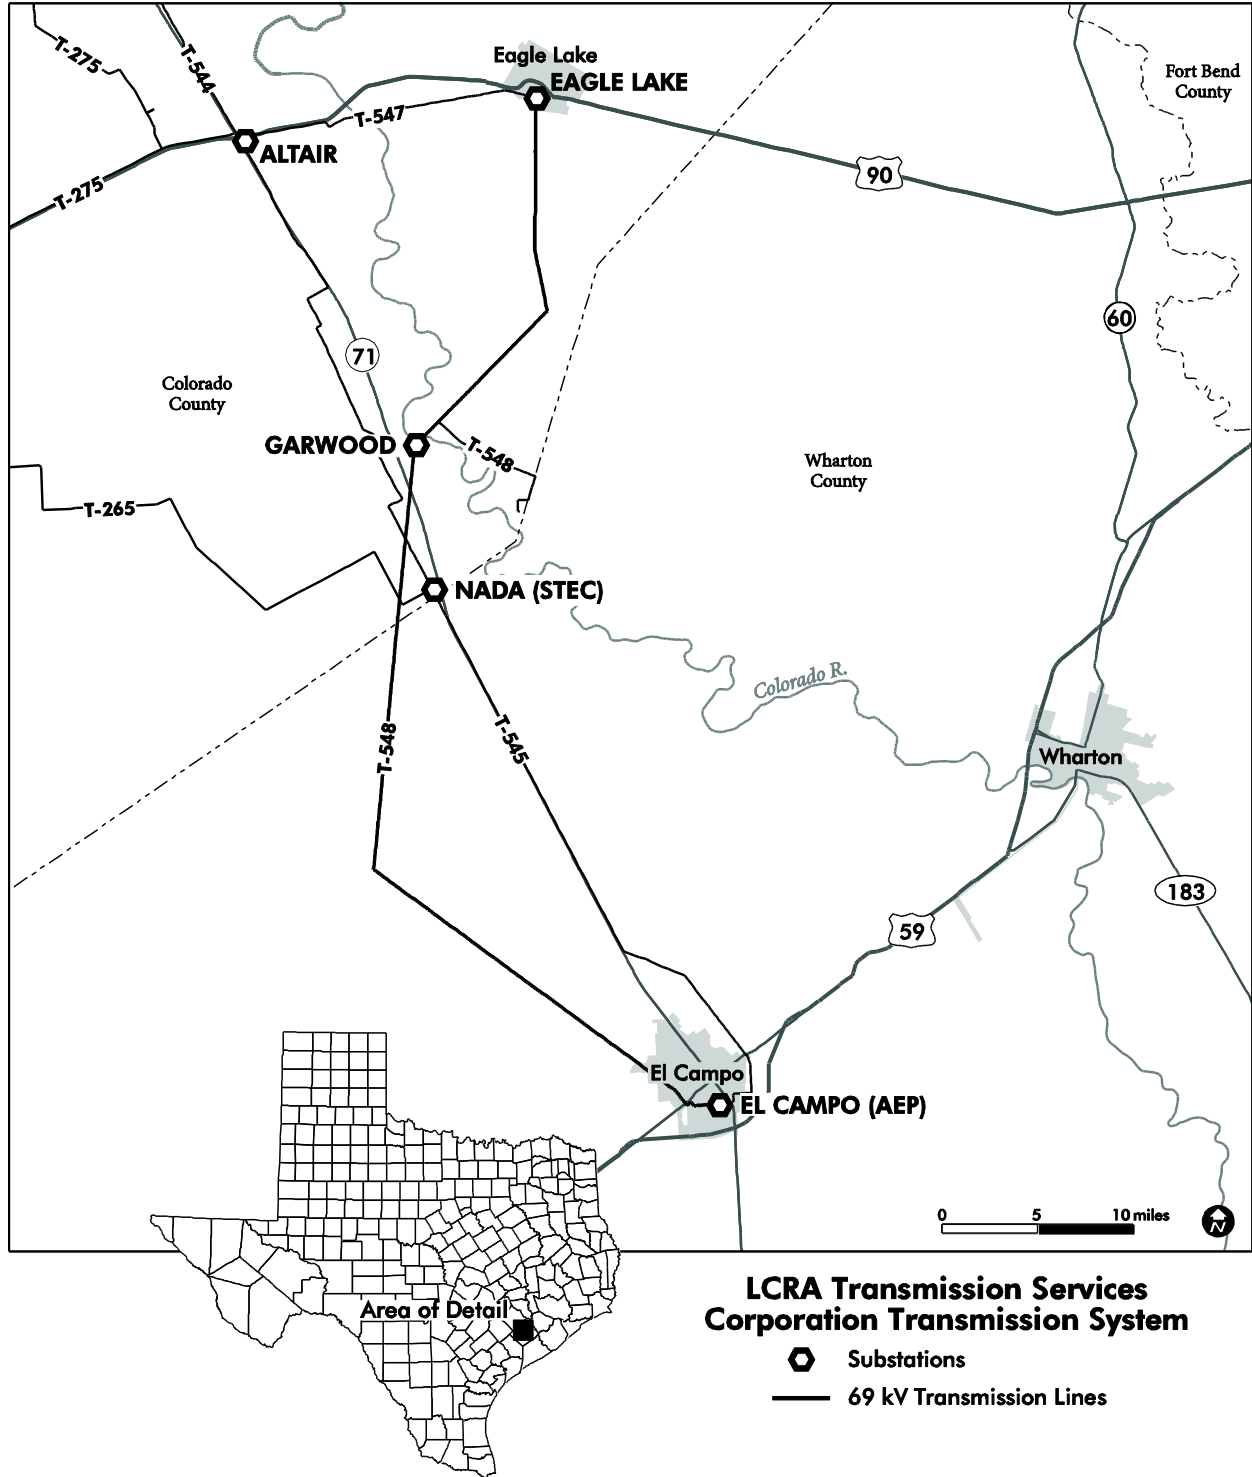 T-275
T-544
Eagle Lake
EAGLE LAKE
Fort Bend
County
T-547
ALTAIR
90
T-275
60
71
Colorado
County
GARWOOD
T-548
Wharton
County
T-265
NADA (STEC)
Colorado R.
T-548
T-545
Wharton
183
59
El Campo
EL CAMPO (AEP)
0 5 10 miles
N
LCRA Transmission Services
Corporation Transmission System
Area of Detail
Substations
69 kV Transmission Lines